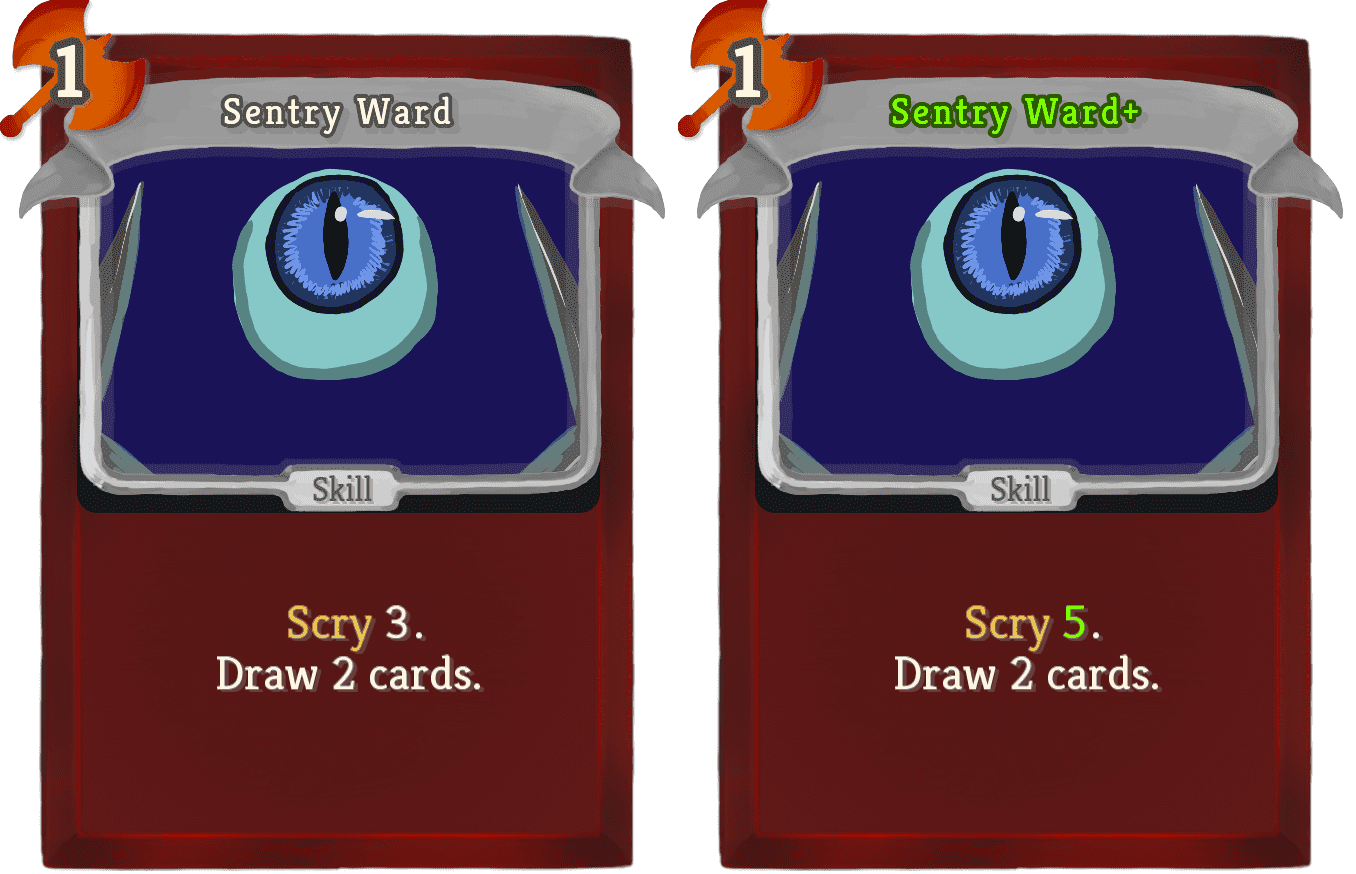 1
Sentry Ward
Skill
Scry 3.
Draw 2 cards.
1
Sentry Ward+
Skill
Scry 5.
Draw 2 cards.